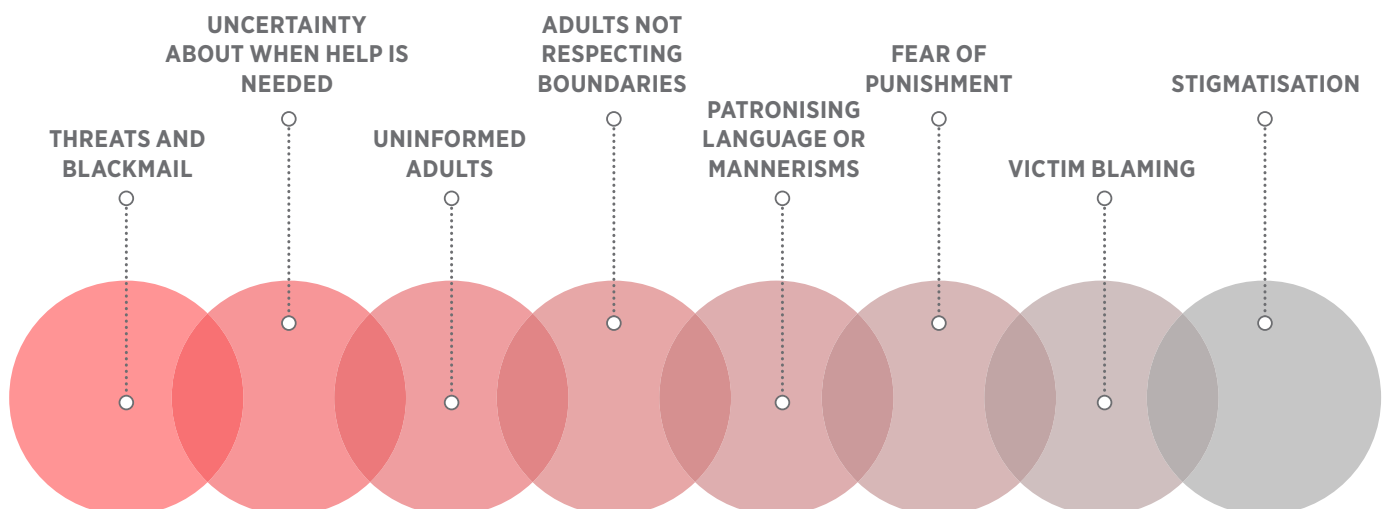 THREATS AND
BLACKMAIL
UNCERTAINTY
ABOUT WHEN HELP IS
NEEDED
UNINFORMED
ADULTS
ADULTS NOT
RESPECTING
BOUNDARIES
PATRONISING
LANGUAGE OR
MANNERISMS
FEAR OF
PUNISHMENT
VICTIM BLAMING
STIGMATISATION